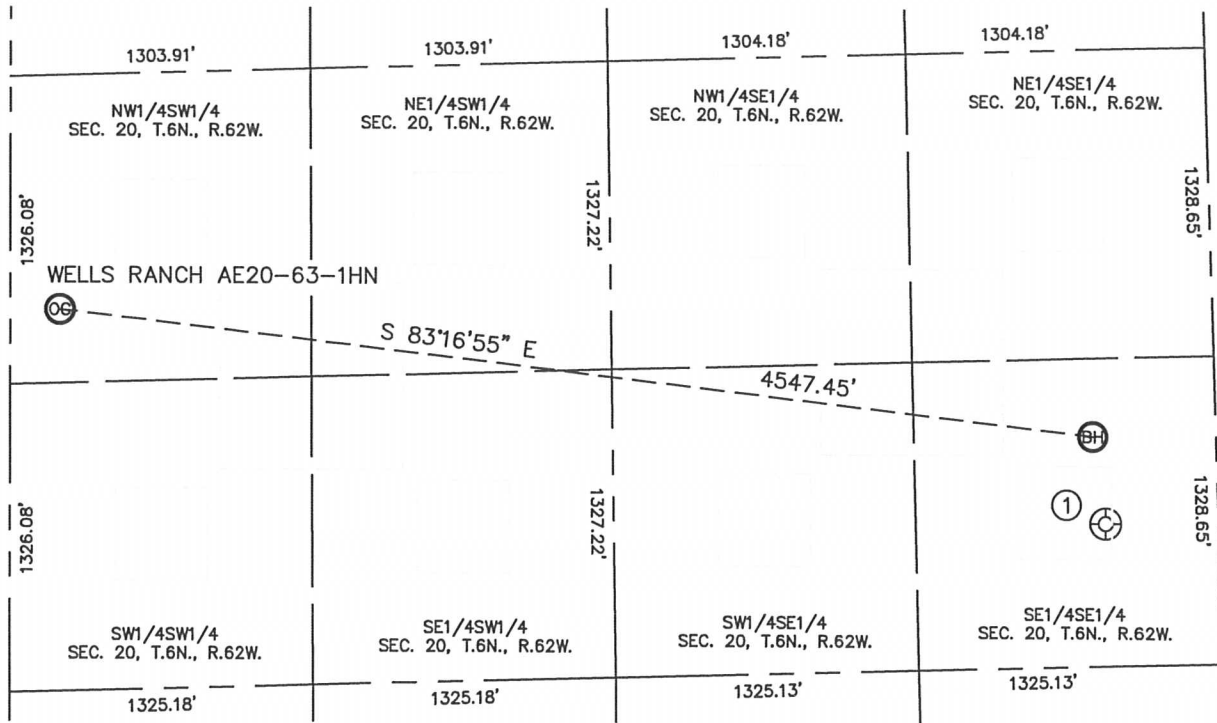 1303.91'
1303.91'
1304.18'
1304.18'
NW1/4SW1/4
SEC. 20, T.6N., R.62W.
NE1/4SW1/4
SEC. 20, T.6N., R.62W.
NW1/4SE1/4
SEC. 20, T.6N., R.62W.
NE1/4SE1/4
SEC. 20, T.6N., R.62W.
1326.08'
1327.22'
1328.65'
WELLS RANCH AE20-63-1HN
OG
S 83°16'55" E
4547.45'
BH
1
1326.08'
1327.22'
1328.65'
SW1/4SW1/4
SEC. 20, T.6N., R.62W.
SE1/4SW1/4
SEC. 20, T.6N., R.62W.
SW1/4SE1/4
SEC. 20, T.6N., R.62W.
SE1/4SE1/4
SEC. 20, T.6N., R.62W.
1325.18'
1325.18'
1325.13'
1325.13'